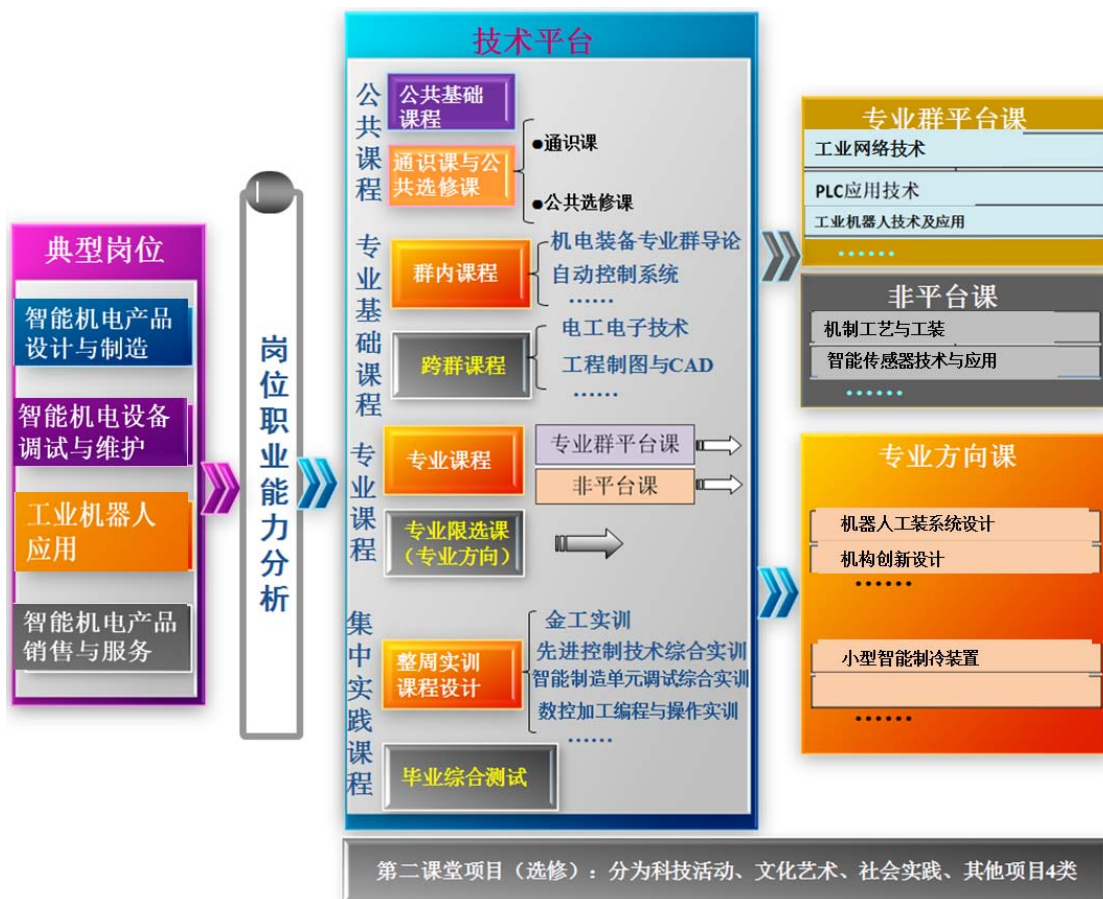 典型岗位
智能机电产品
设计与制造
智能机电设备
调试与维护
工业机器人
应用
智能机电产品
销售与服务
岗位职业能力分析
技术平台
公共课程
公共基础
课程
通识课与公
共选修课
●通识课
●公共选修课
专业基础课程
群内课程
机电装备专业群导论
自动控制系统
······
跨群课程
电工电子技术
工程制图与CAD
······
专业课程
专业课程
专业群平台课
非平台课
专业限选课
（专业方向）
集中实践课程
整周实训
课程设计
金工实训
先进控制技术综合实训
智能制造单元调试综合实训
数控加工编程与操作实训
······
毕业综合测试
专业群平台课
工业网络技术
PLC应用技术
工业机器人技术及应用
······
非平台课
机制工艺与工装
智能传感器技术与应用
······
专业方向课
机器人工装系统设计
机构创新设计
······
小型智能制冷装置
······
第二课堂项目（选修）：分为科技活动、文化艺术、社会实践、其他项目4类